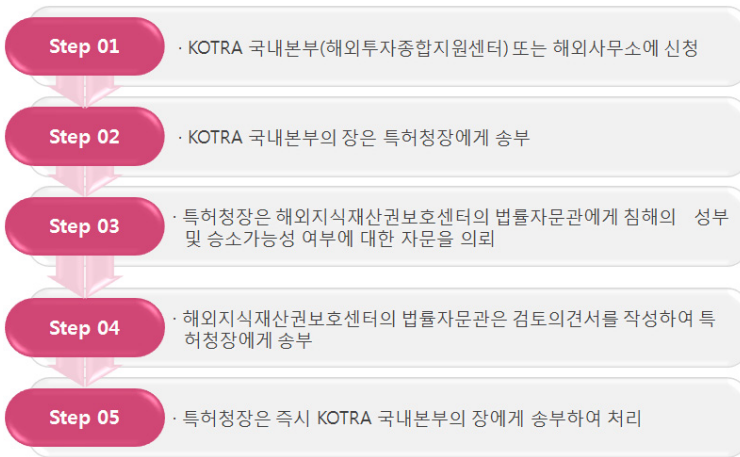 Step 01
· KOTRA 국내본부(해외투자종합지원센터) 또는 해외사무소에 신청
Step 02
· KOTRA 국내본부의 장은 특허청장에게 송부
Step 03
· 특허청장은 해외지식재산권보호센터의 법률자문관에게 침해의 성부
및 승소가능성 여부에 대한 자문을 의뢰
Step 04
· 해외지식재산권보호센터의 법률자문관은 검토의견서를 작성하여 특
허청장에게 송부
Step 05
· 특허청장은 즉시 KOTRA 국내본부의 장에게 송부하여 처리